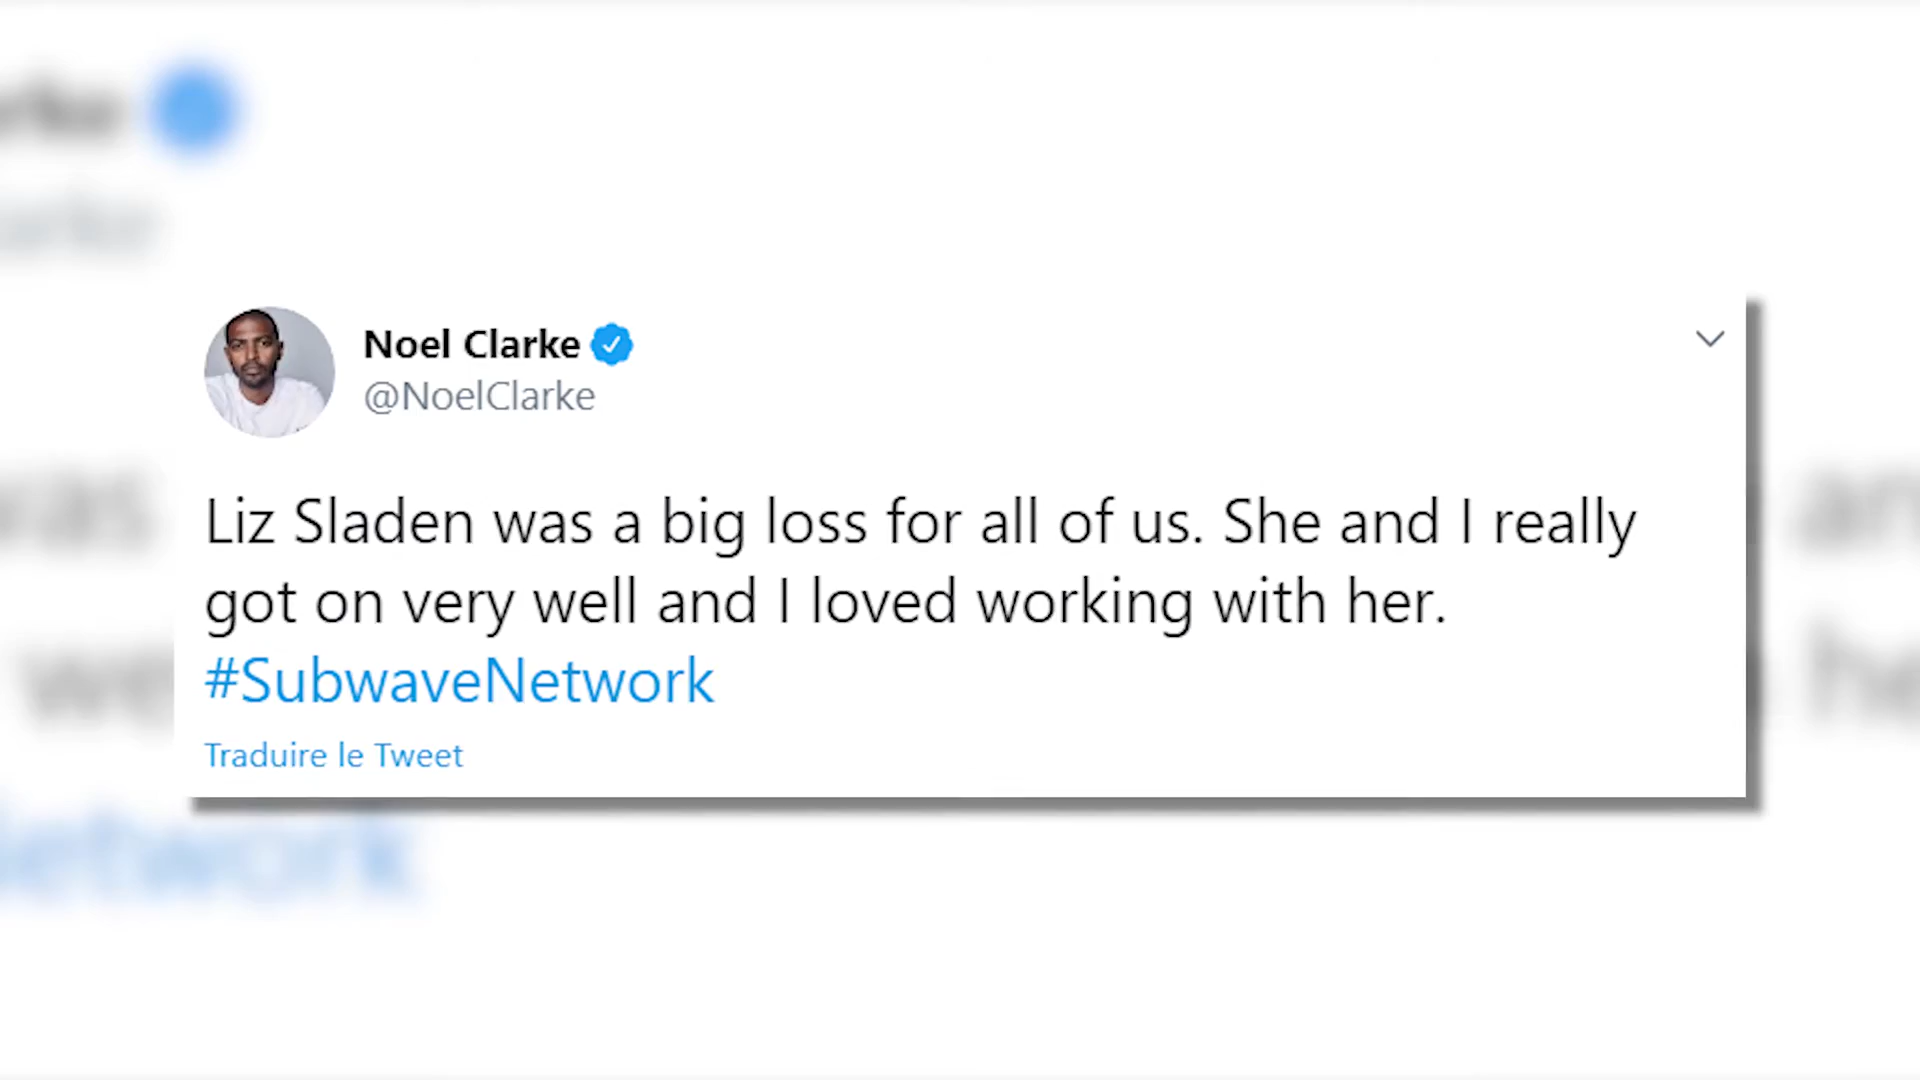 Noel Clarke
@NoelClarke
Liz Sladen was a big loss for all of us. She and I really
got on very well and I loved working with her.
#SubwaveNetwork
Traduire le Tweet